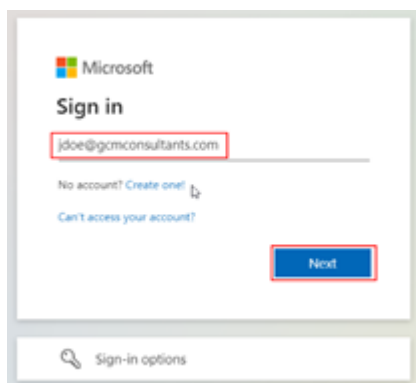 Microsoft
Sign in
jdoe@gcmconsultants.com
No account? Create one!
Can't access your account?
Next
Sign-in options